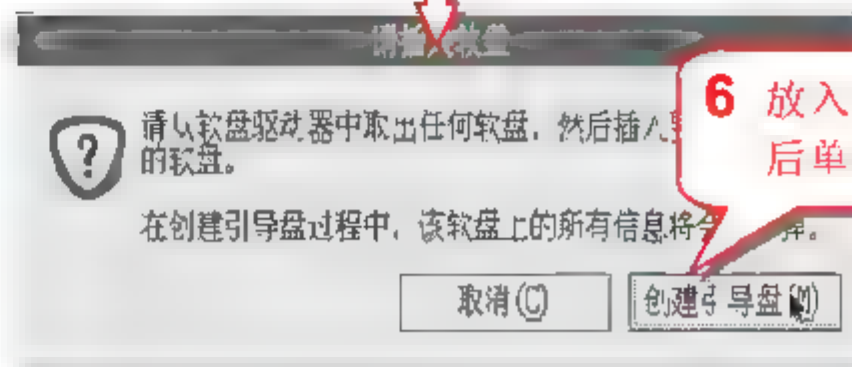 请插入软盘
请从软盘驱动器中取出任何软盘，然后插入
的软盘。
在创建引导盘过程中，该软盘上的所有信息将 掉。
取消(C)
创建引导盘(M)
6 放入
后单